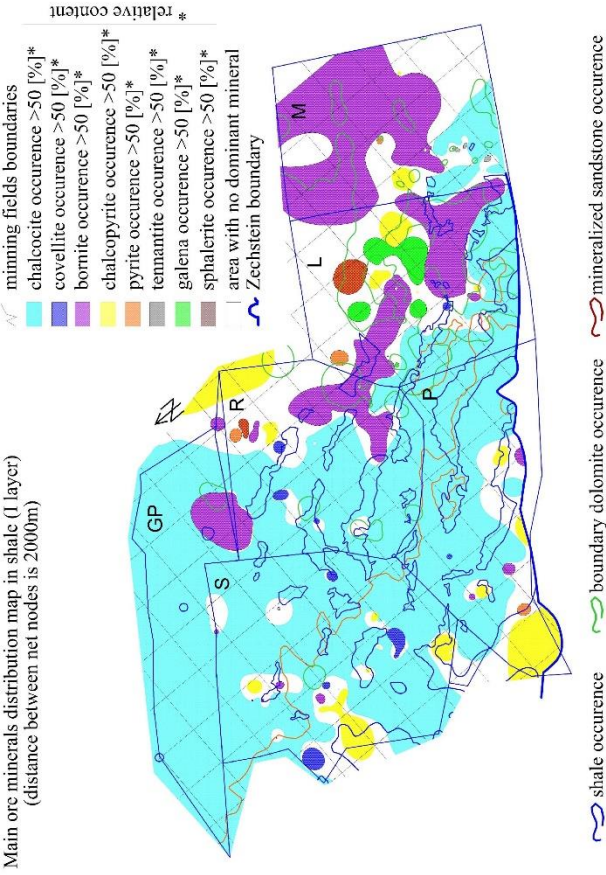 Main ore minerals distribution map in shale (I layer)
(distance between net nodes is 2000m)
minning fields boundaries
chalcocite occurence >50 [%]*
covellite occurence >50 [%]*
bornite occurence >50 [%]*
chalcopyrite occurence >50 [%]*
pyrite occurence >50 [%]*
tennantite occurence >50 [%]*
galena occurence >50 [%]*
sphalerite occurence >50 [%]*
area with no dominant mineral
Zechstein boundary
* relative content
GP
S
R
P
L
M
shale occurence
boundary dolomite occurence
mineralized sandstone occurence